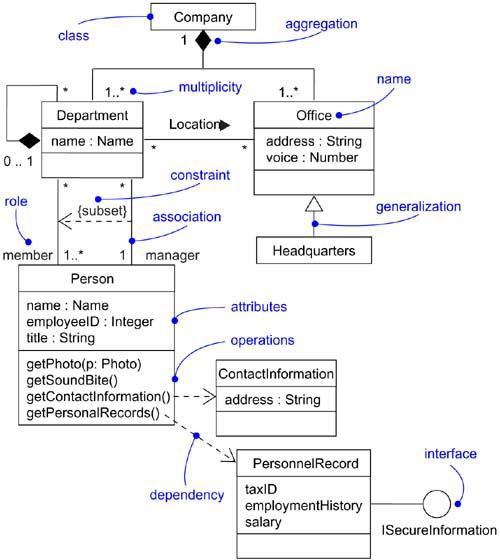 Company
class
1
aggregation
*
1..*
multiplicity
1..*
name
Department
name : Name
Location
Office
address : String
voice : Number
0 .. 1
*
*
*
*
constraint
{subset}
role
association
generalization
Headquarters
member
1..*
1
manager
Person
name : Name
employeeID : Integer
title : String
attributes
getPhoto(p: Photo)
getSoundBite()
getContactInformation()
getPersonalRecords()
operations
ContactInformation
address : String
dependency
PersonnelRecord
taxID
employmentHistory
salary
interface
ISecureInformation